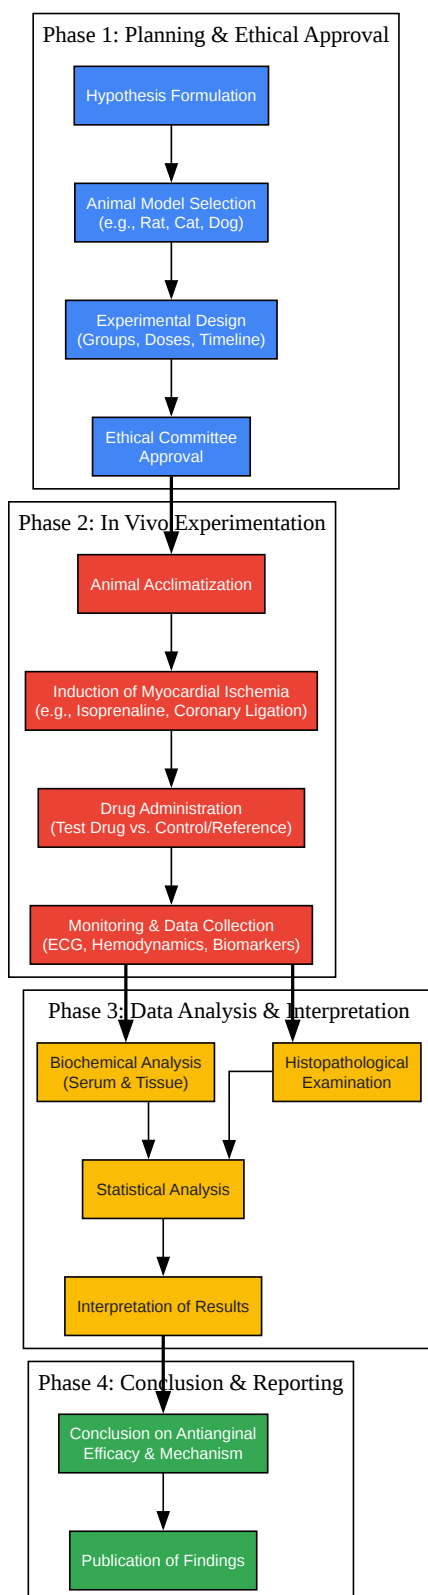 Phase 1: Planning & Ethical Approval
Hypothesis Formulation
Animal Model Selection
(e.g., Rat, Cat, Dog)
Experimental Design
(Groups, Doses, Timeline)
Ethical Committee
Approval
Phase 2: In Vivo Experimentation
Animal Acclimatization
Induction of Myocardial Ischemia
(e.g., Isoprenaline, Coronary Ligation)
Drug Administration
(Test Drug vs. Control/Reference)
Monitoring & Data Collection
(ECG, Hemodynamics, Biomarkers)
Phase 3: Data Analysis & Interpretation
Biochemical Analysis
(Serum & Tissue)
Histopathological
Examination
Statistical Analysis
Interpretation of Results
Phase 4: Conclusion & Reporting
Conclusion on Antianginal
Efficacy & Mechanism
Publication of Findings